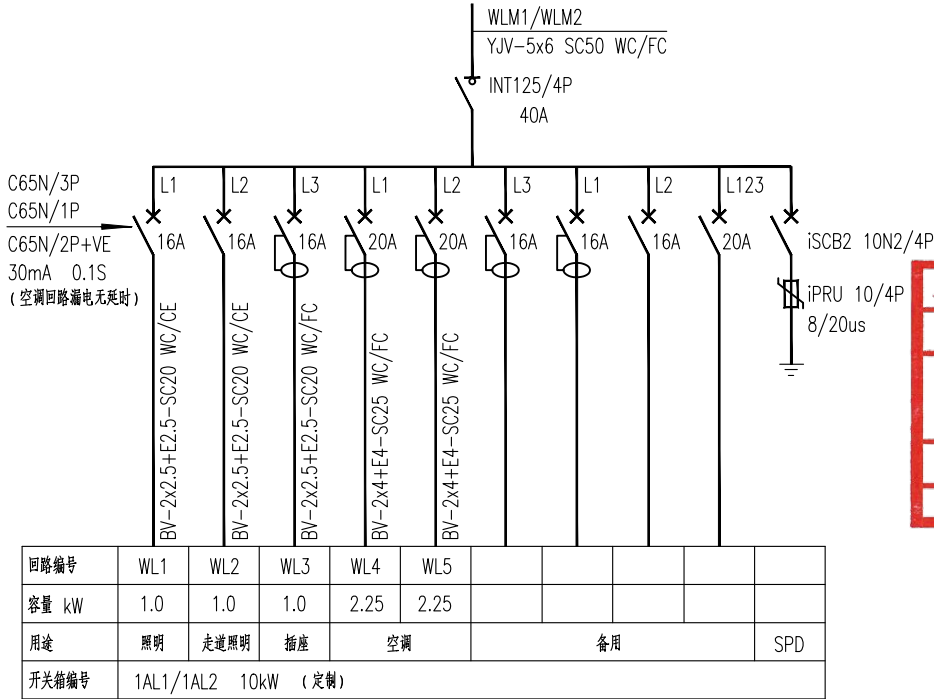 WLM1/WLM2
YJV-5x6 SC50 WC/FC
INT125/4P
40A
C65N/3P
C65N/1P
C65N/2P+VE
30mA 0.1S
(空调回路漏电无延时)
L1 L2 L3 L1 L2 L3 L1 L2 L123
16A 16A 16A 20A 20A 16A 16A 16A 20A
iSCB2 10N2/4P
iPRU 10/4P
8/20us
BV-2x2.5+E2.5-SC20 WC/CE
BV-2x2.5+E2.5-SC20 WC/CE
BV-2x2.5+E2.5-SC20 WC/FC
BV-2x4+E4-SC25 WC/FC
BV-2x4+E4-SC25 WC/FC
回路编号 WL1 WL2 WL3 WL4 WL5
容量 kW 1.0 1.0 1.0 2.25 2.25
用途 照明 走道照明 插座 空调 备用 SPD
开关箱编号 1AL1/1AL2 10kW (定制)